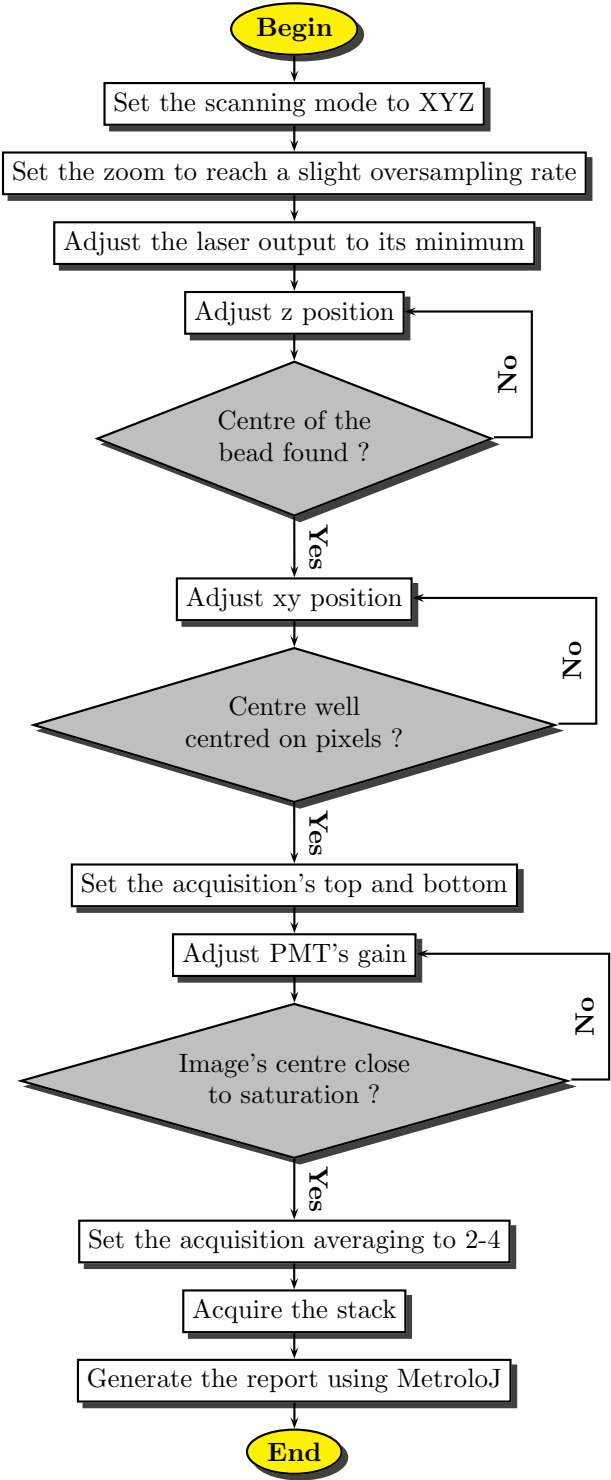 Begin
Set the scanning mode to XYZ
Set the zoom to reach a slight oversampling rate
Adjust the laser output to its minimum
Adjust z position
No
Centre of the
bead found ?
Yes
Adjust xy position
No
Centre well
centred on pixels ?
Yes
Set the acquisition's top and bottom
Adjust PMT's gain
No
Image's centre close
to saturation ?
Yes
Set the acquisition averaging to 2-4
Acquire the stack
Generate the report using MetroloJ
End